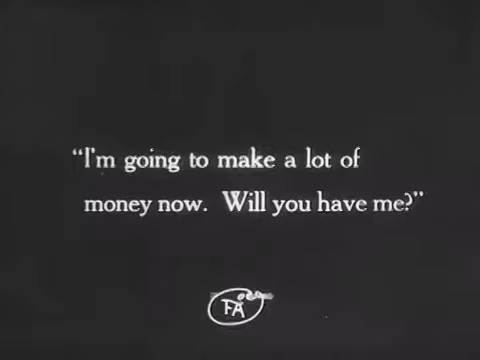 “I'm going to make a lot of
money now. Will you have me?”
FA